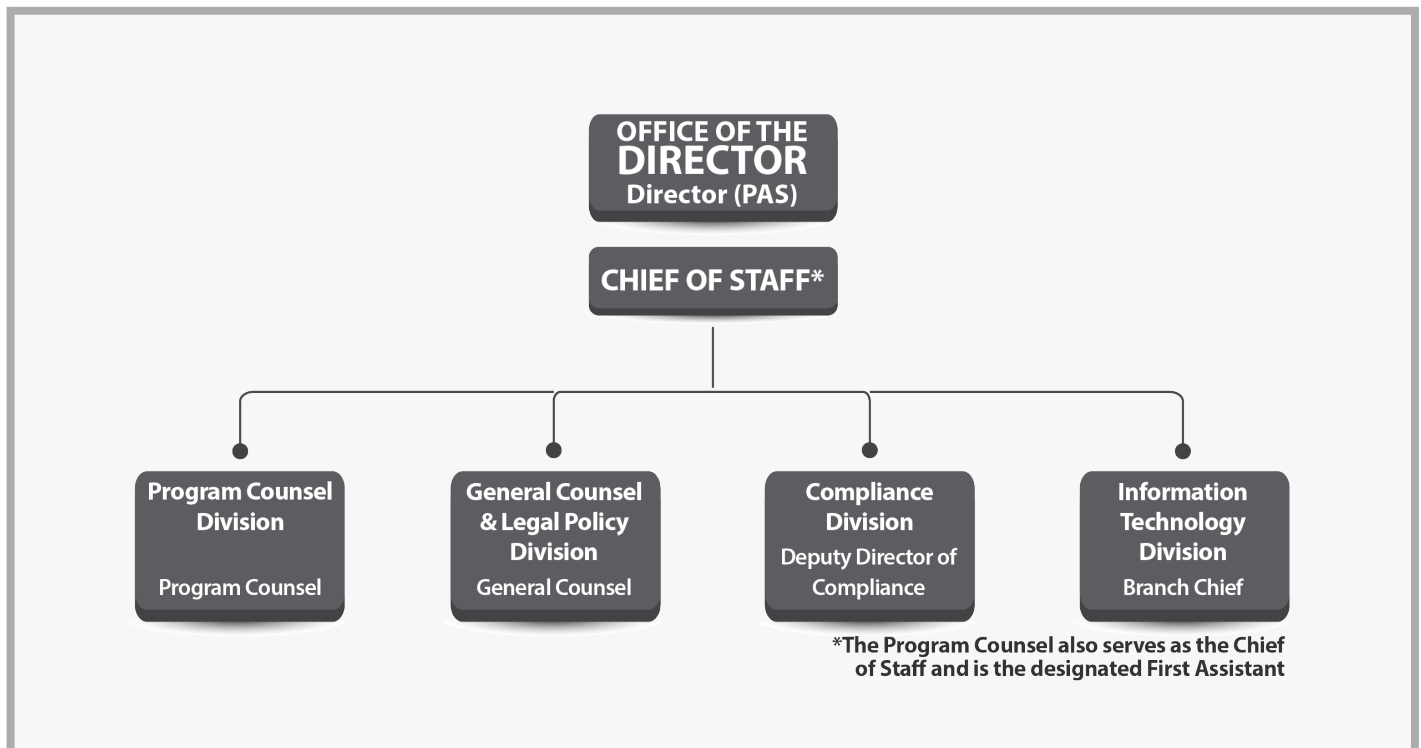 OFFICE OF THE
DIRECTOR
Director (PAS)
CHIEF OF STAFF*
Program Counsel
Division
Program Counsel
General Counsel
& Legal Policy
Division
General Counsel
Compliance
Division
Deputy Director of
Compliance
Information
Technology
Division
Branch Chief
*The Program Counsel also serves as the Chief
of Staff and is the designated First Assistant